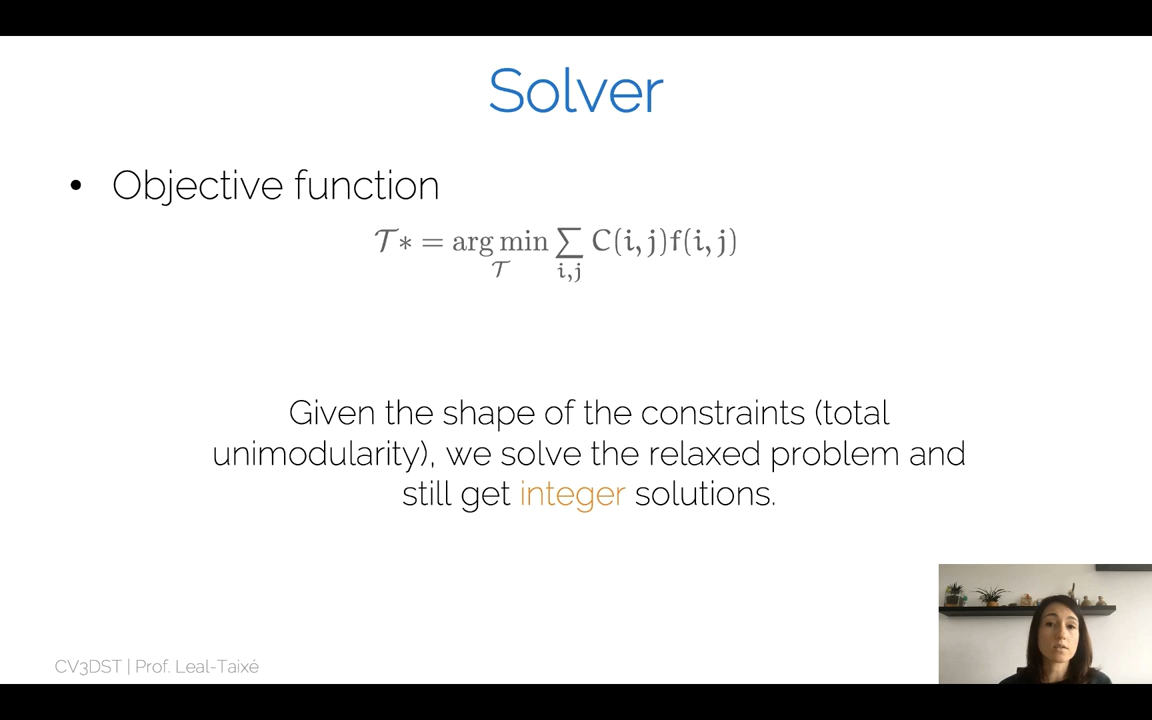 Solver
• Objective function
𝒯* = arg min ∑ C(i, j)f(i, j)
𝒯 i,j
Given the shape of the constraints (total
unimodularity), we solve the relaxed problem and
still get integer solutions.
CV3DST | Prof. Leal-Taixé